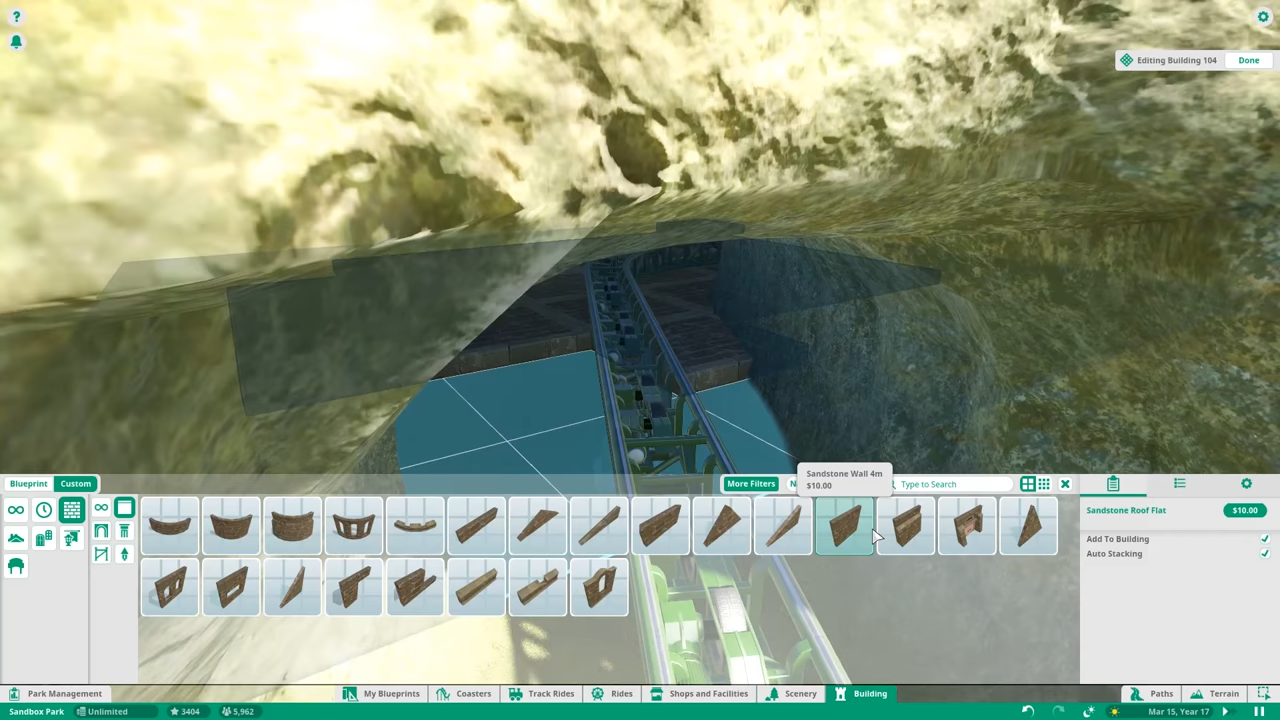 ?
Editing Building 104
Done
Blueprint
Custom
More Filters
N
Type to Search
Sandstone Wall 4m
$10.00
Sandstone Roof Flat
$10.00
Add To Building
Auto Stacking
Park Management
My Blueprints
Coasters
Track Rides
Rides
Shops and Facilities
Scenery
Building
Paths
Terrain
Sandbox Park
Unlimited
3404
5,962
Mar 15, Year 17